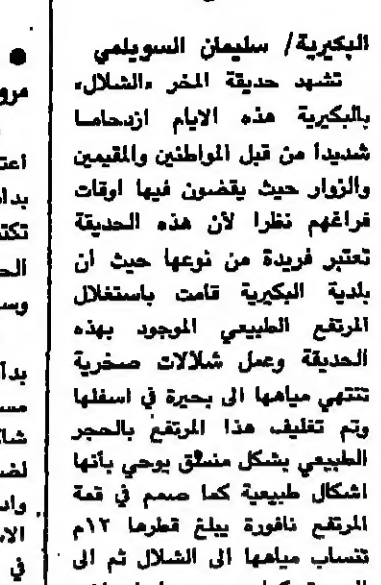 البكيرية/ سليمان السويلمي
تشهد حديقة المخر «الشلال»
بالبكيرية هذه الايام ازدحاما
شديداً من قبل المواطنين والمقيمين
والزوار حيث يقضون فيها اوقات
فراغهم نظرا لأن هذه الحديقة
تعتبر فريدة من نوعها حيث ان
بلدية البكيرية قامت باستغلال
المرتفع الطبيعي الموجود بهذه
الحديقة وعمل شلالات صخرية
تنتهي مياهها الى بحيرة في اسفلها
وتم تغليف هذا المرتفع بالحجر
الطبيعي بشكل منسق يوحي بأنها
اشكال طبيعية كما صمم في قمة
المرتفع نافورة يبلغ قطرها ١٢م
تنساب مياهها الى الشلال ثم الى